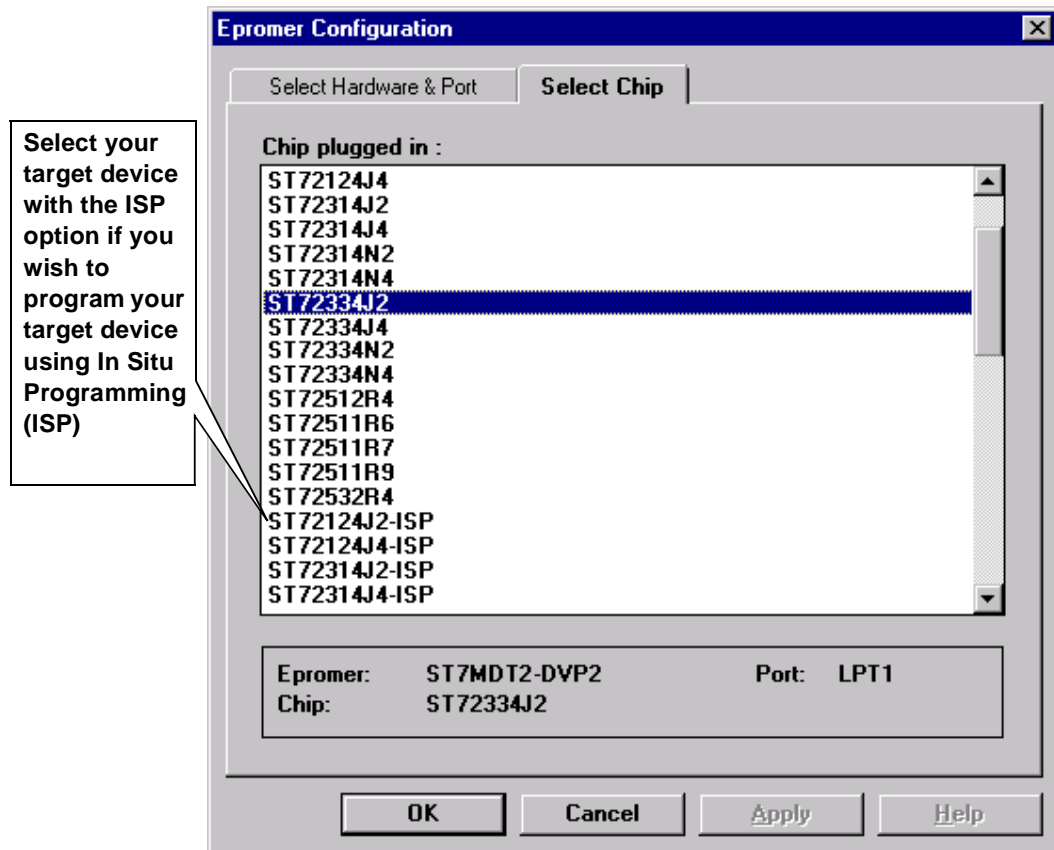 Epromer Configuration
Select Hardware & Port
Select Chip
Select your
target device
with the ISP
option if you
wish to
program your
target device
using In Situ
Programming
(ISP)
Chip plugged in :
ST72124J4
ST72314J2
ST72314J4
ST72314N2
ST72314N4
ST72334J2
ST72334J4
ST72334N2
ST72334N4
ST72512R4
ST72511R6
ST72511R7
ST72511R9
ST72532R4
ST72124J2-ISP
ST72124J4-ISP
ST72314J2-ISP
ST72314J4-ISP
Epromer: ST7MDT2-DVP2 Port: LPT1
Chip: ST72334J2
OK Cancel Apply Help